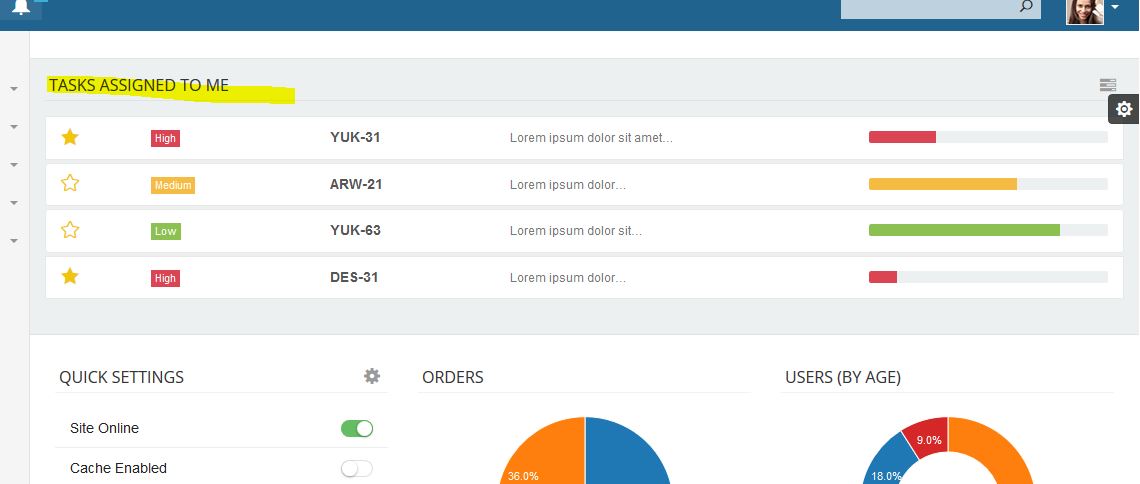 TASKS ASSIGNED TO ME
High YUK-31 Lorem ipsum dolor sit amet...
Medium ARW-21 Lorem ipsum dolor...
Low YUK-63 Lorem ipsum dolor sit...
High DES-31 Lorem ipsum dolor...
QUICK SETTINGS
Site Online
Cache Enabled
ORDERS
36.0%
USERS (BY AGE)
9.0%
18.0%